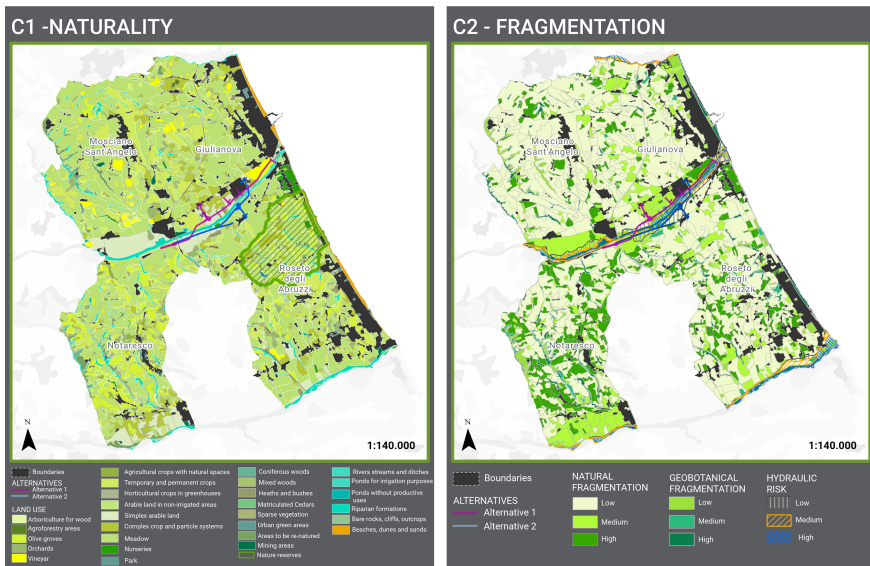 C1 -NATURALITY
Mosciano
Sant'Angelo
Giulianova
Roseto
degli
Abruzzi
Notaresco
N
1:140.000
Boundaries
ALTERNATIVES
Alternative 1
Alternative 2
LAND USE
Arboriculture for wood
Agroforestry areas
Olive groves
Orchards
Vineyar
Agricultural crops with natural spaces
Temporary and permanent crops
Horticultural crops in greenhouses
Arable land in non-irrigated areas
Simplex arable land
Complex crop and particle systems
Meadow
Nurseries
Park
Coniferous woods
Mixed woods
Heaths and bushes
Matriculated Cedars
Sparse vegetation
Urban green areas
Areas to be re-natured
Mining areas
Nature reserves
Rivers streams and ditches
Ponds for irrigation purposes
Ponds without productive
uses
Riparian formations
Bare rocks, cliffs, outcrops
Beaches, dunes and sands
C2 - FRAGMENTATION
Mosciano
Sant'Angelo
Giulianova
Roseto
degli
Abruzzi
Notaresco
N
1:140.000
Boundaries
ALTERNATIVES
Alternative 1
Alternative 2
NATURAL
FRAGMENTATION
Low
Medium
High
GEOBOTANICAL
FRAGMENTATION
Low
Medium
High
HYDRAULIC
RISK
Low
Medium
High